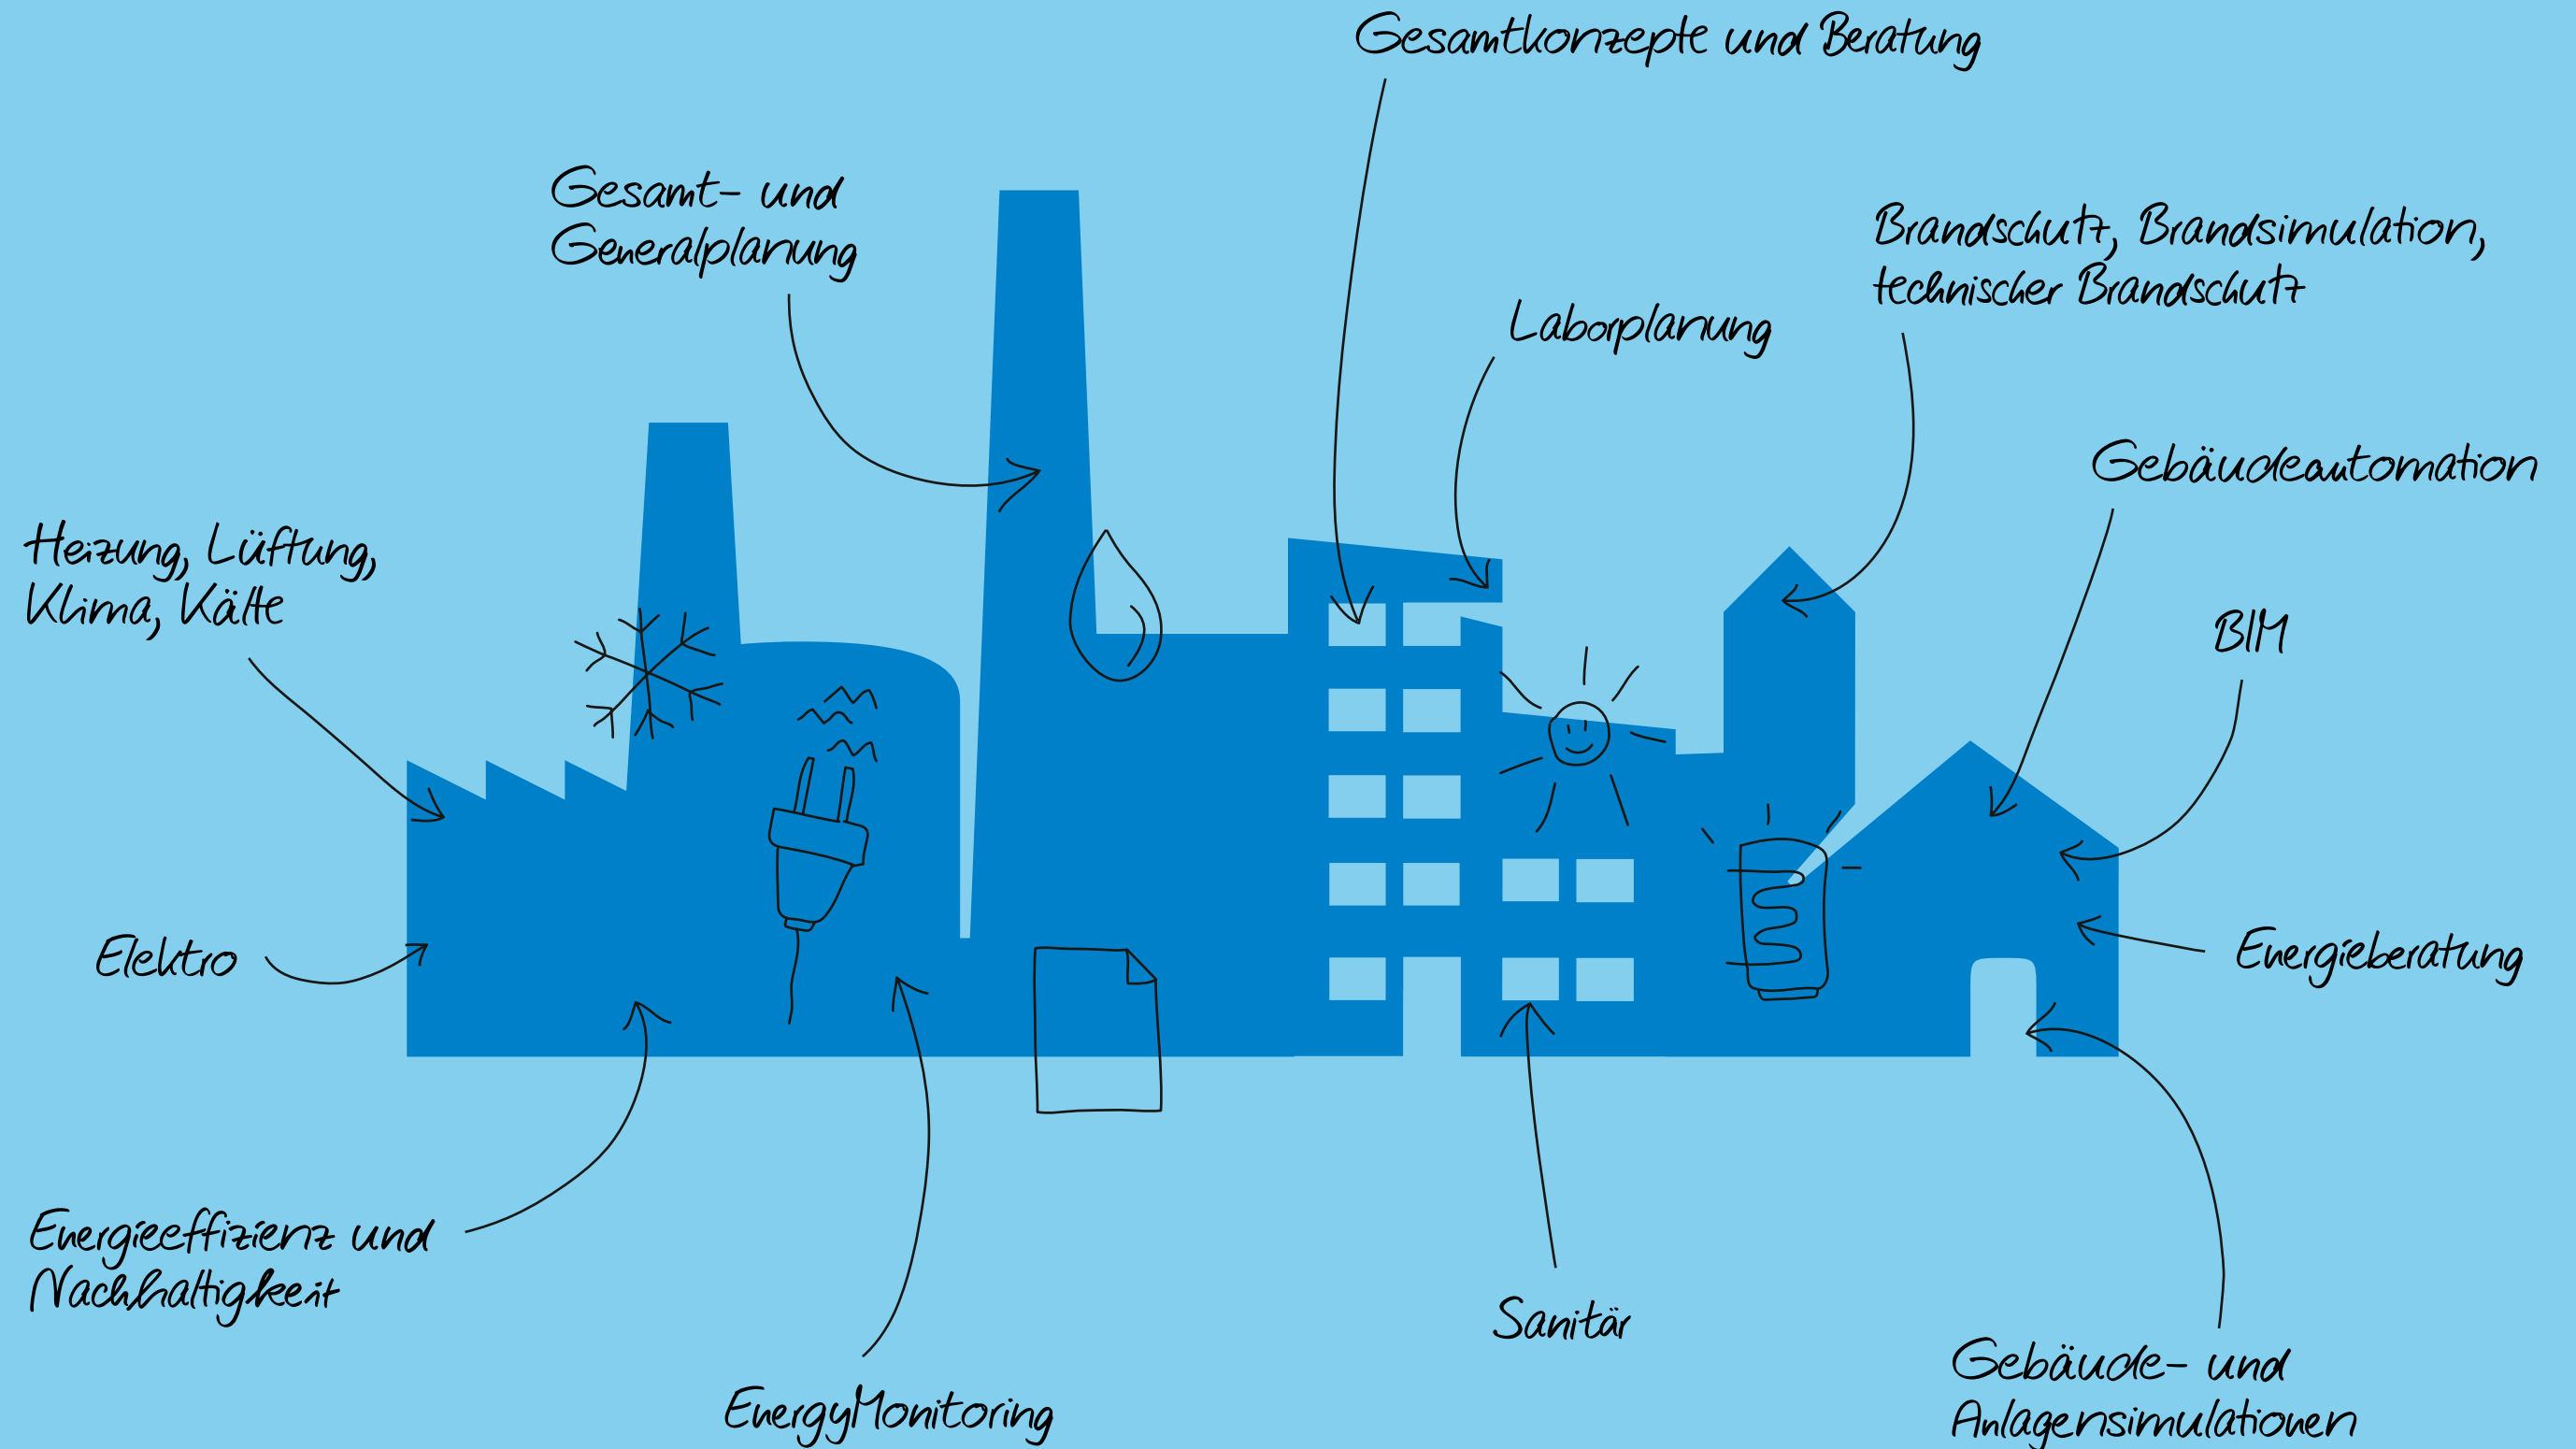 Gesamtkonzepte und Beratung
Gesamt- und
Generalplanung
Brandschutz, Brandsimulation,
technischer Brandschutz
Laborplanung
Gebäudeautomation
Heizung, Lüftung,
Klima, Kälte
BIM
Elektro
Energieberatung
Energieeffizienz und
Nachhaltigkeit
Sanitär
EnergyMonitoring
Gebäude- und
Anlagensimulationen